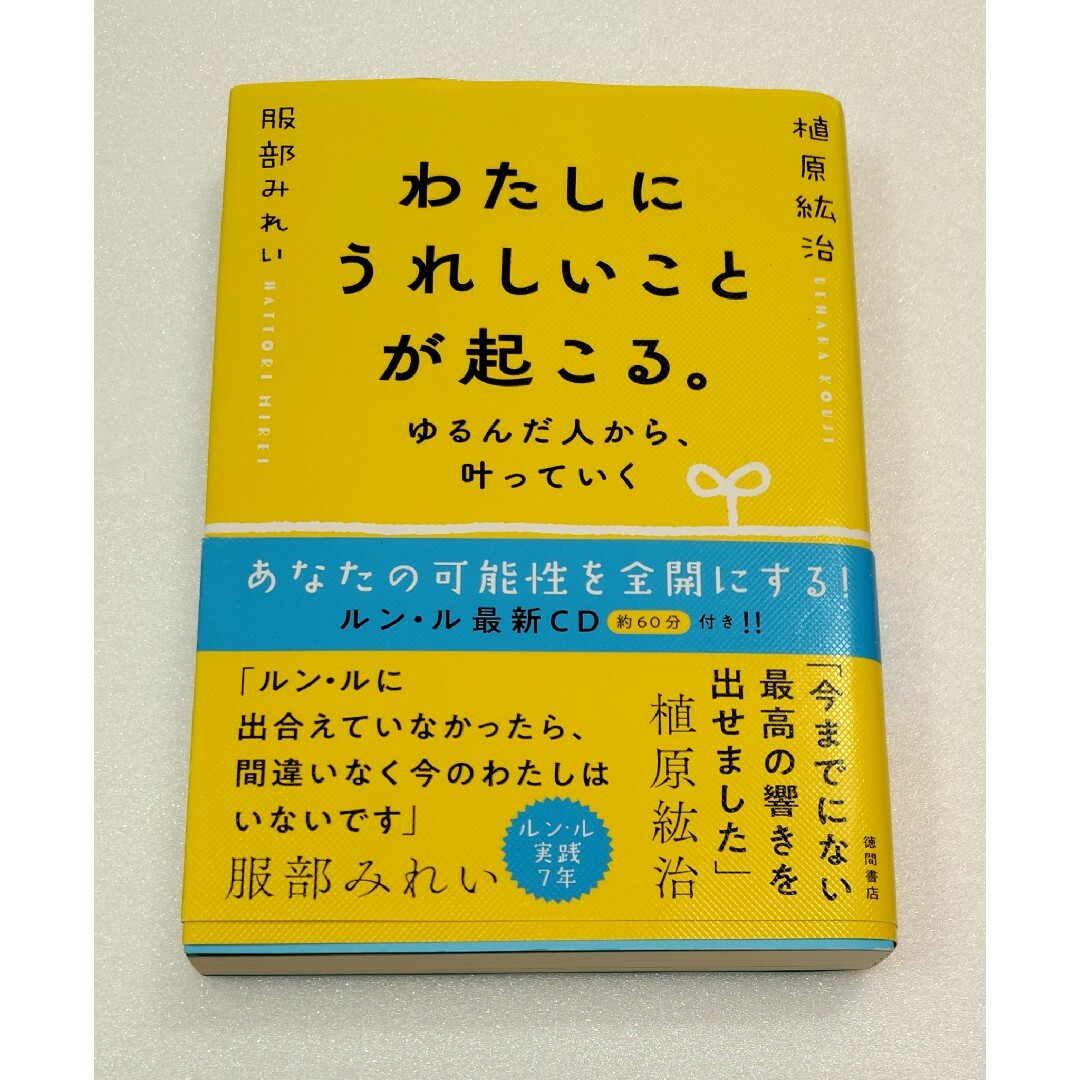 植原紘治
UEHARA KOUJI
服部みれい
HATTORI MIREI
わたしに
うれしいこと
が起こる。
ゆるんだ人から、
叶っていく
あなたの可能性を全開にする!
ルン・ル最新CD 約60分 付き!!
「今までにない
最高の響きを
出せました」
植原紘治
「ルン・ルに
出合えていなかったら、
間違いなく今のわたしは
いないです」
服部みれい
ルン・ル
実践
7年
徳間書店